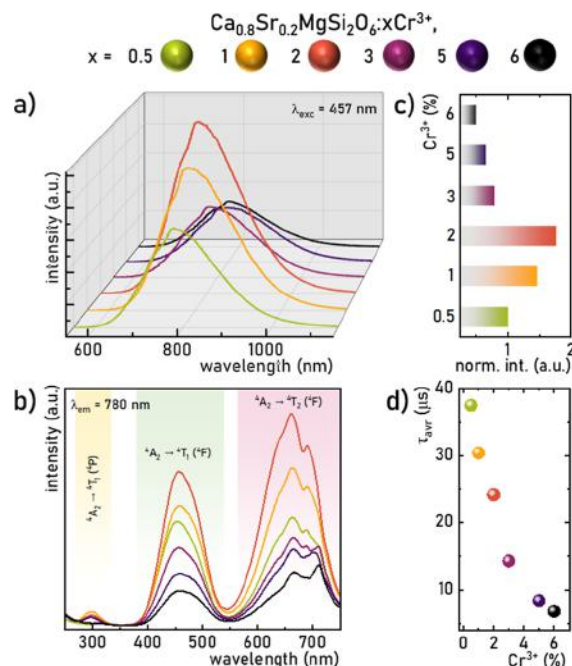 Ca₀.₈Sr₀.₂MgSi₂O₆:xCr³⁺,
x = 0.5 1 2 3 5 6
a)
λexc = 457 nm
intensity (a.u.)
600 800 1000
wavelength (nm)
c)
Cr³⁺ (%)
6
5
3
2
1
0.5
1 2
norm. int. (a.u.)
b)
λem = 780 nm
⁴A₂ → ⁴T₁ (⁴P)
⁴A₂ → ⁴T₁ (⁴F)
⁴A₂ → ⁴T₂ (⁴F)
intensity (a.u.)
300 400 500 600 700
wavelength (nm)
d)
τavr (µs)
40
30
20
10
0 2 4 6
Cr³⁺ (%)